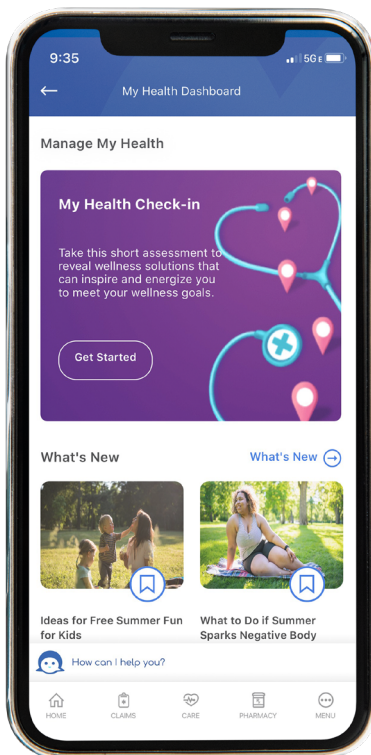 9:35
5G E
My Health Dashboard
Manage My Health
My Health Check-in
Take this short assessment to
reveal wellness solutions that
can inspire and energize you
to meet your wellness goals.
Get Started
What's New
What's New
Ideas for Free Summer Fun
for Kids
What to Do if Summer
Sparks Negative Body
How can I help you?
HOME
CLAIMS
CARE
PHARMACY
MENU